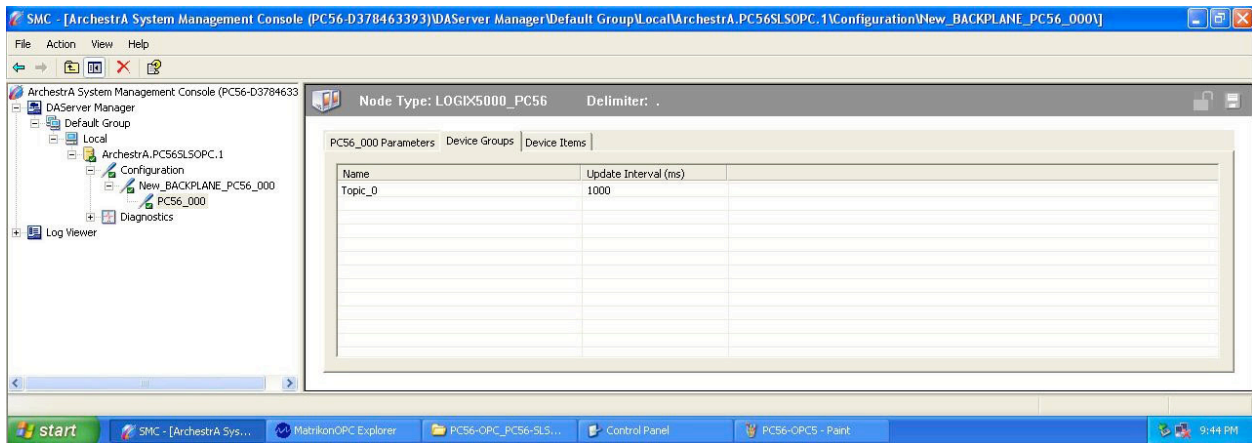 SMC - [ArchestrA System Management Console (PC56-D378463393)\DAServer Manager\Default Group\Local\ArchestrA.PC56SLSOPC.1\Configuration\New_BACKPLANE_PC56_000\]
File Action View Help
ArchestrA System Management Console (PC56-D3784633
DAServer Manager
Default Group
Local
ArchestrA.PC56SLSOPC.1
Configuration
New_BACKPLANE_PC56_000
PC56_000
Diagnostics
Log Viewer
Node Type: LOGIX5000_PC56 Delimiter: .
PC56_000 Parameters Device Groups Device Items
Name Update Interval (ms)
Topic_0 1000
start SMC - [ArchestrA Sys... MatrikonOPC Explorer PC56-OPC_PC56-SLS... Control Panel PC56-OPC5 - Paint 9:44 PM